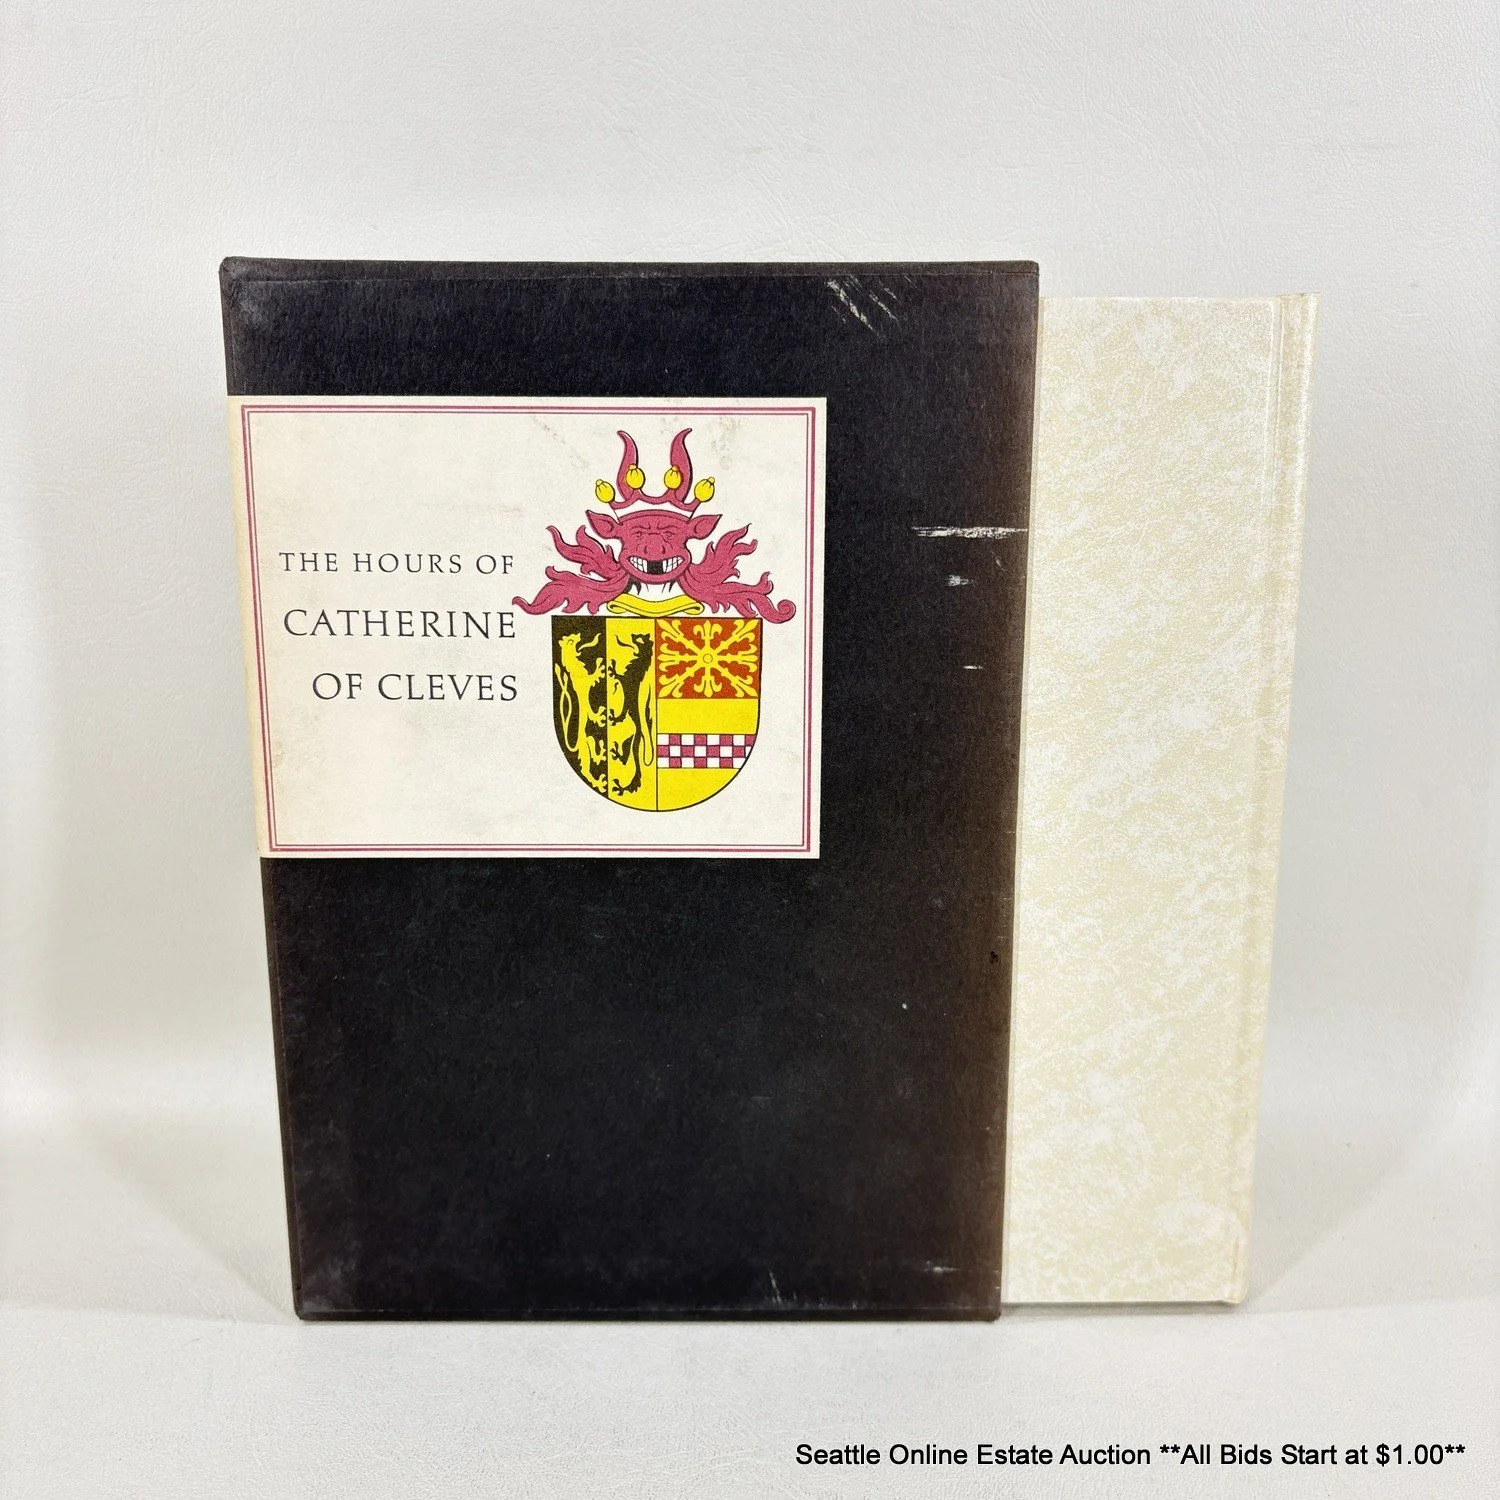 THE HOURS OF
CATHERINE
OF CLEVES
Seattle Online Estate Auction **All Bids Start at $1.00**